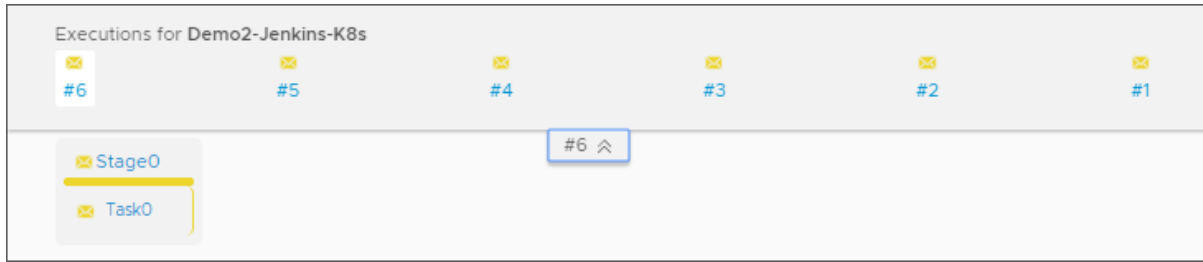 Executions for Demo2-Jenkins-K8s
#6 #5 #4 #3 #2 #1
#6
Stage0
Task0